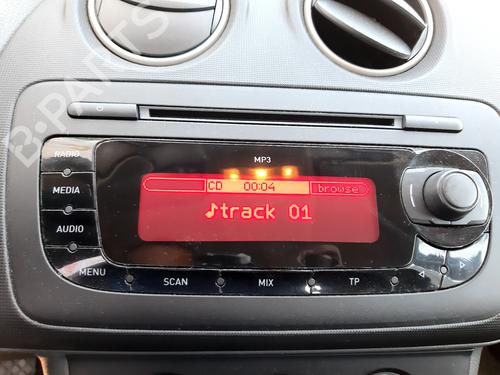 B-PARTS
RADIO
MP3
CD 00:04 browse
MEDIA
♪track 01
AUDIO
MENU
SCAN
MIX
TP